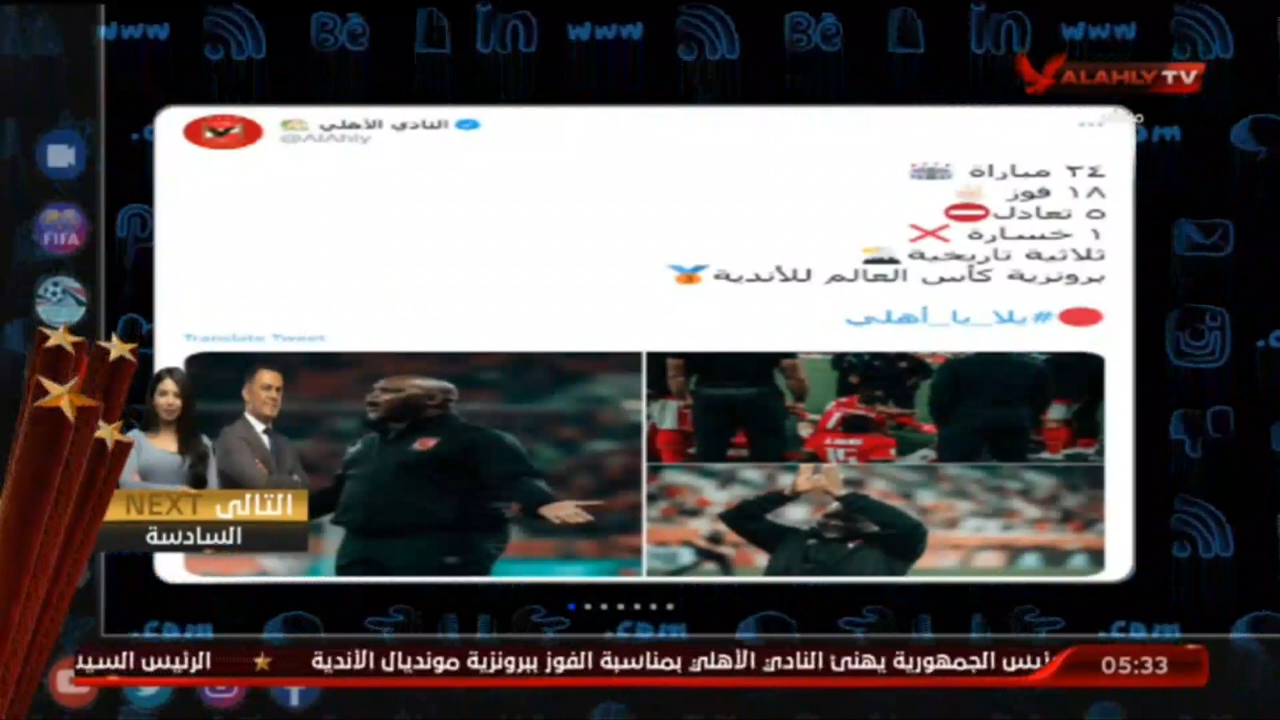 ALAHLY TV
النادي الأهلي
@AlAhly
٢٤ مباراة
١٨ فوز
٥ تعادل
١ خسارة
ثلاثية تاريخية
برونزية كأس العالم للأندية
#يلا_يا_أهلي
Translate Tweet
FIFA
NEXT التالي
السادسة
رئيس الجمهورية يهنئ النادي الأهلي بمناسبة الفوز ببرونزية مونديال الأندية
الرئيس السيد
05:33